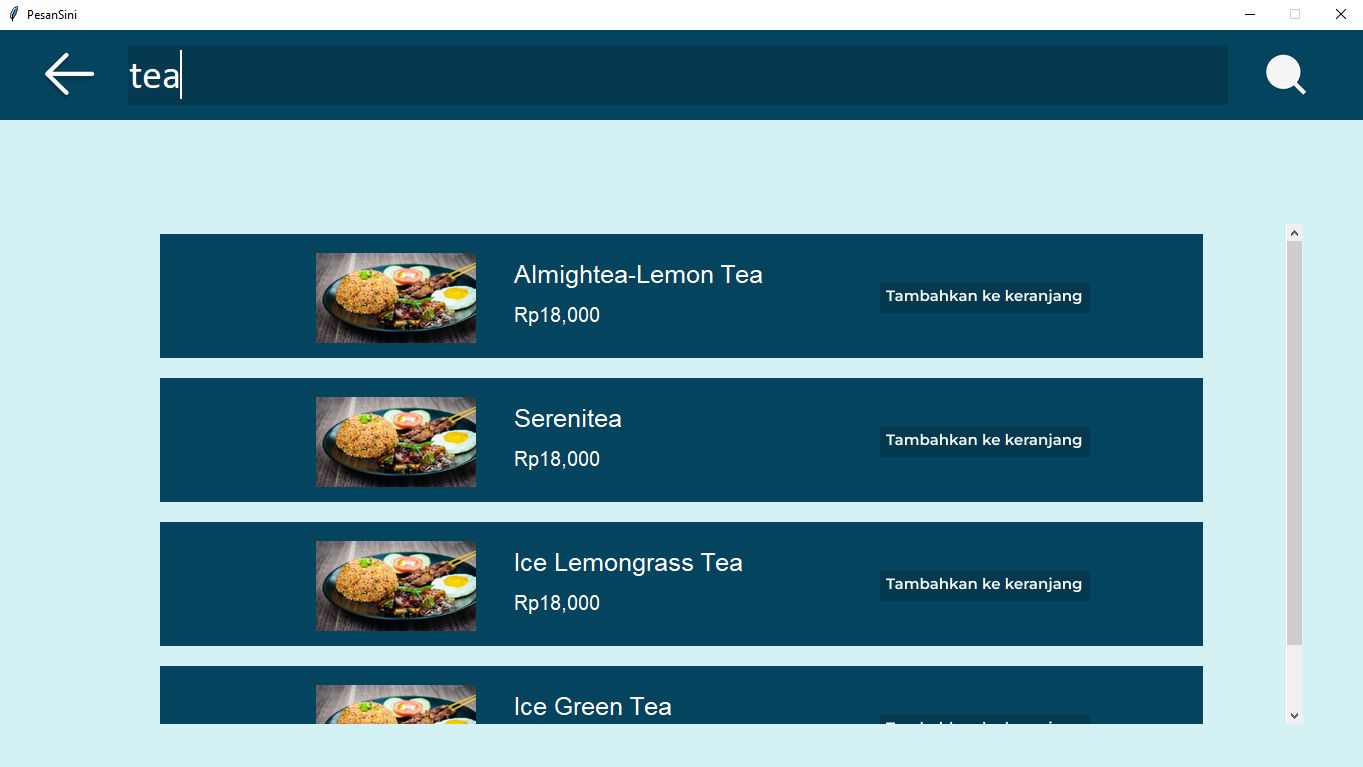 PesanSini
tea
Almightea-Lemon Tea
Rp18,000
Tambahkan ke keranjang
Serenitea
Rp18,000
Tambahkan ke keranjang
Ice Lemongrass Tea
Rp18,000
Tambahkan ke keranjang
Ice Green Tea